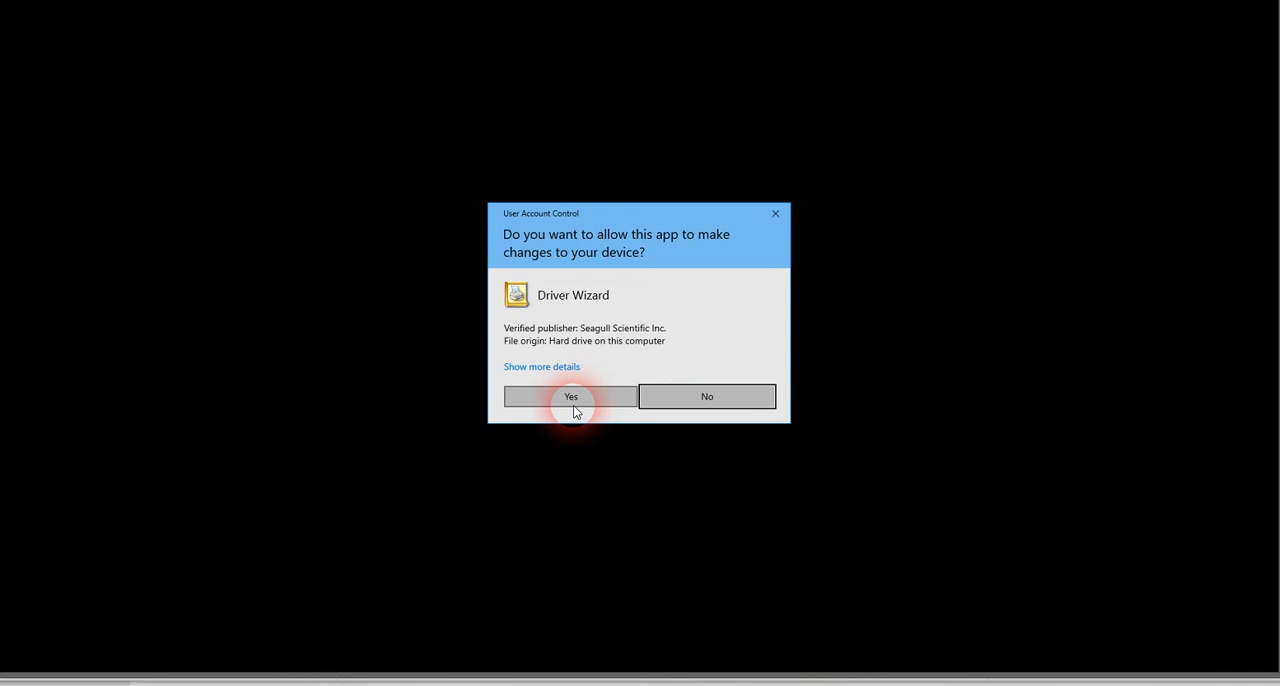 User Account Control
Do you want to allow this app to make
changes to your device?
Driver Wizard
Verified publisher: Seagull Scientific Inc.
File origin: Hard drive on this computer
Show more details
Yes
No